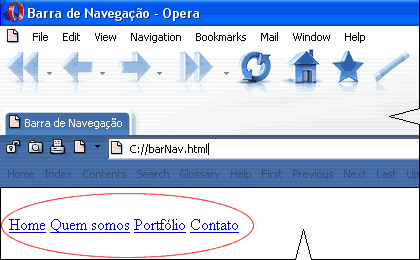 Barra de Navegação - Opera
File Edit View Navigation Bookmarks Mail Window Help
Barra de Navegação
C://barNav.html
Home Index Contents Search Glossary Help First Previous Next Last Up
Home Quem somos Portfólio Contato